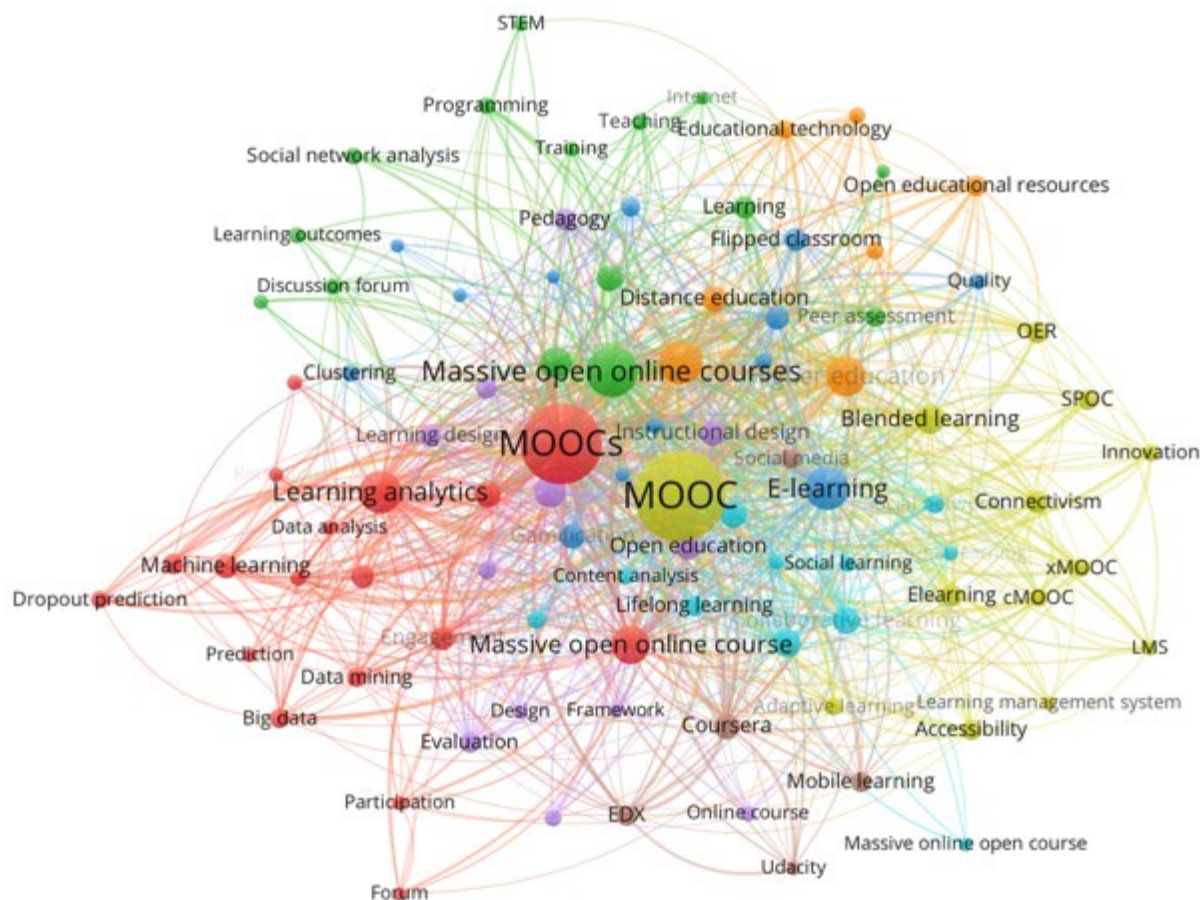 STEM
Internet
Programming
Teaching
Educational technology
Training
Social network analysis
Open educational resources
Learning
Pedagogy
Learning outcomes
Flipped classroom
Quality
Discussion forum
Distance education
Peer assessment
OER
Massive open online courses
Clustering
education
SPOC
Blended learning
Learning design
Instructional design
MOOCs
Innovation
Social media
Learning analytics
MOOC
E-learning
Connectivism
Data analysis
Open education
Machine learning
Content analysis
Social learning
xMOOC
Dropout prediction
Lifelong learning
Elearning
cMOOC
learning
Massive open online course
Prediction
LMS
Data mining
Big data
Design
Framework
Adaptive learning
Learning management system
Coursera
Accessibility
Evaluation
Mobile learning
Participation
EDX
Online course
Massive online open course
Udacity
Forum